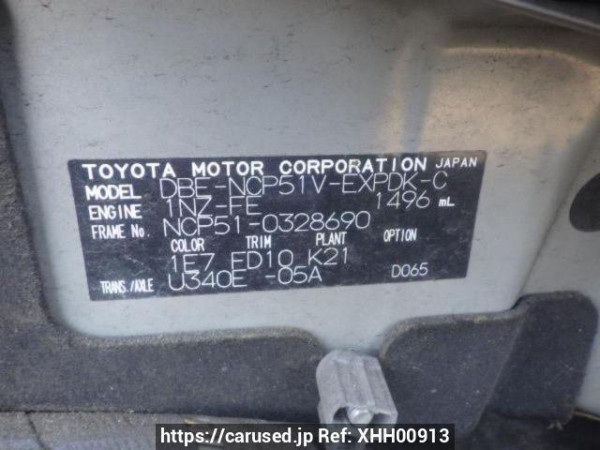 TOYOTA MOTOR CORPORATION JAPAN
MODEL DBE-NCP51V-EXPDK-C
ENGINE 1NZ-FE 1496 mL
FRAME No. NCP51-0328690
COLOR TRIM PLANT OPTION
1E7 FD10 K21
TRANS./AXLE U340E -05A D065
https://carused.jp Ref: XHH00913